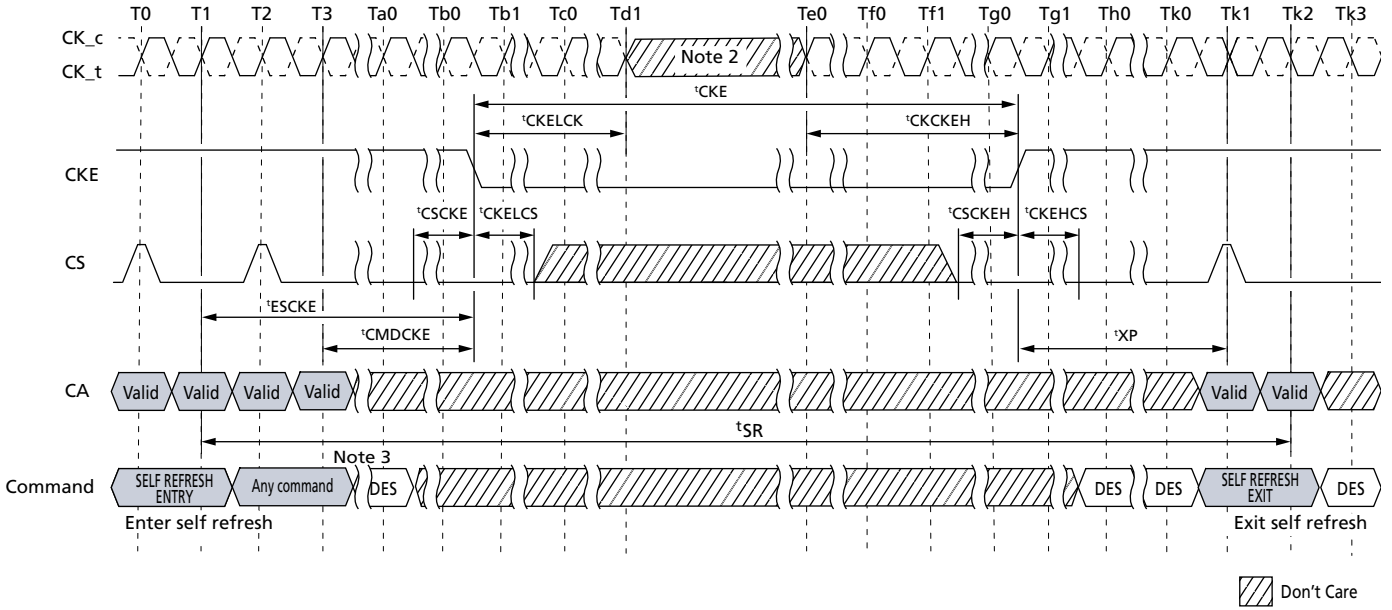 T0 T1 T2 T3 Ta0 Tb0 Tb1 Tc0 Td1 Te0 Tf0 Tf1 Tg0 Tg1 Th0 Tk0 Tk1 Tk2 Tk3
CK_c
CK_t
Note 2
tCKE
tCKELCK tCKCKEH
CKE
tCSCKE tCKELCS tCSCKEH tCKEHCS
CS
tESCKE
tCMDCKE tXP
CA Valid Valid Valid Valid Valid Valid
tSR
Note 3
Command SELF REFRESH ENTRY Any command DES DES DES SELF REFRESH EXIT DES
Enter self refresh Exit self refresh
Don't Care